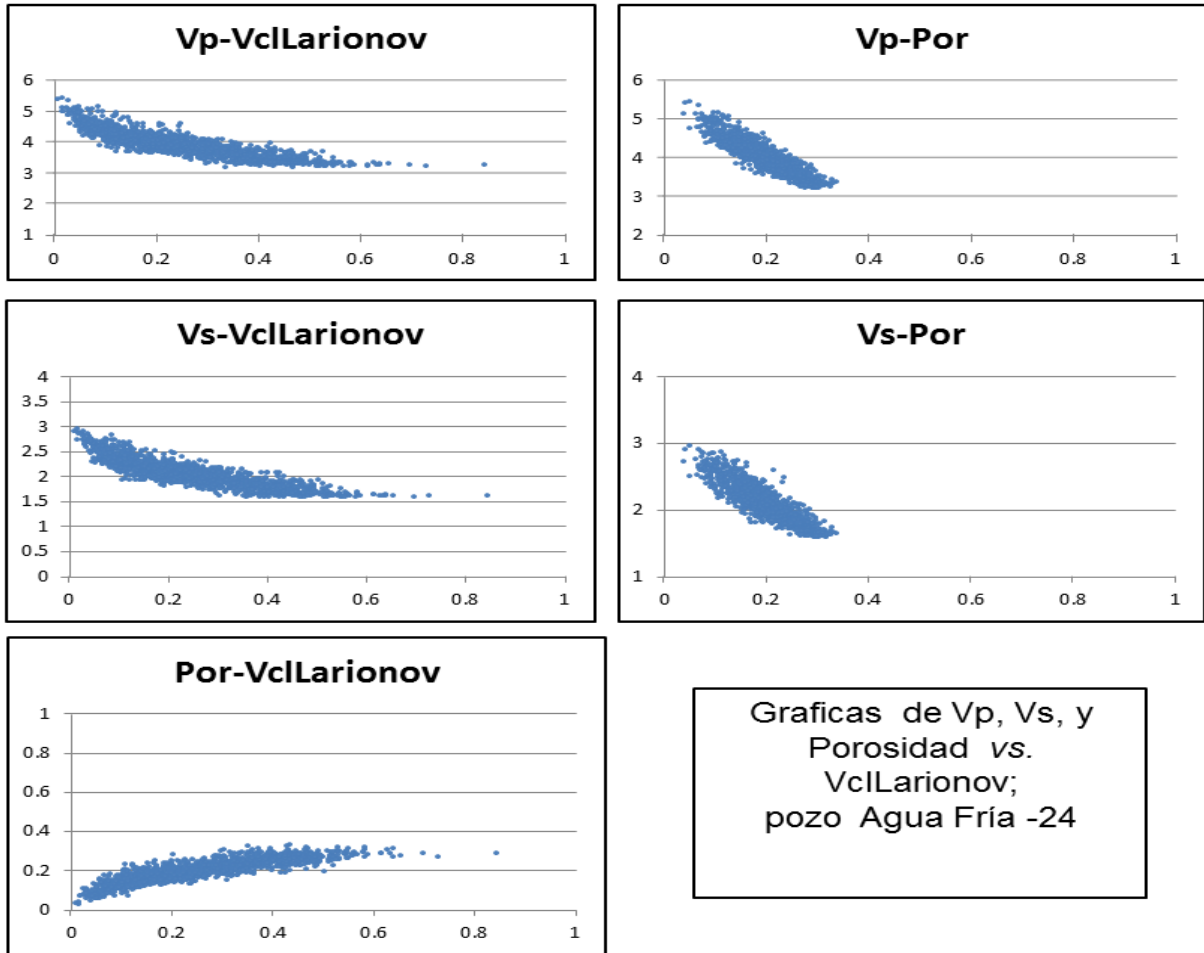 Vp-VclLarionov
6
5
4
3
2
1
0 0.2 0.4 0.6 0.8 1
Vp-Por
6
5
4
3
2
0 0.2 0.4 0.6 0.8 1
Vs-VclLarionov
4
3.5
3
2.5
2
1.5
1
0.5
0
0 0.2 0.4 0.6 0.8 1
Vs-Por
4
3
2
1
0 0.2 0.4 0.6 0.8 1
Por-VclLarionov
1
0.8
0.6
0.4
0.2
0
0 0.2 0.4 0.6 0.8 1
Graficas de Vp, Vs, y
Porosidad vs.
VclLarionov;
pozo Agua Fría -24